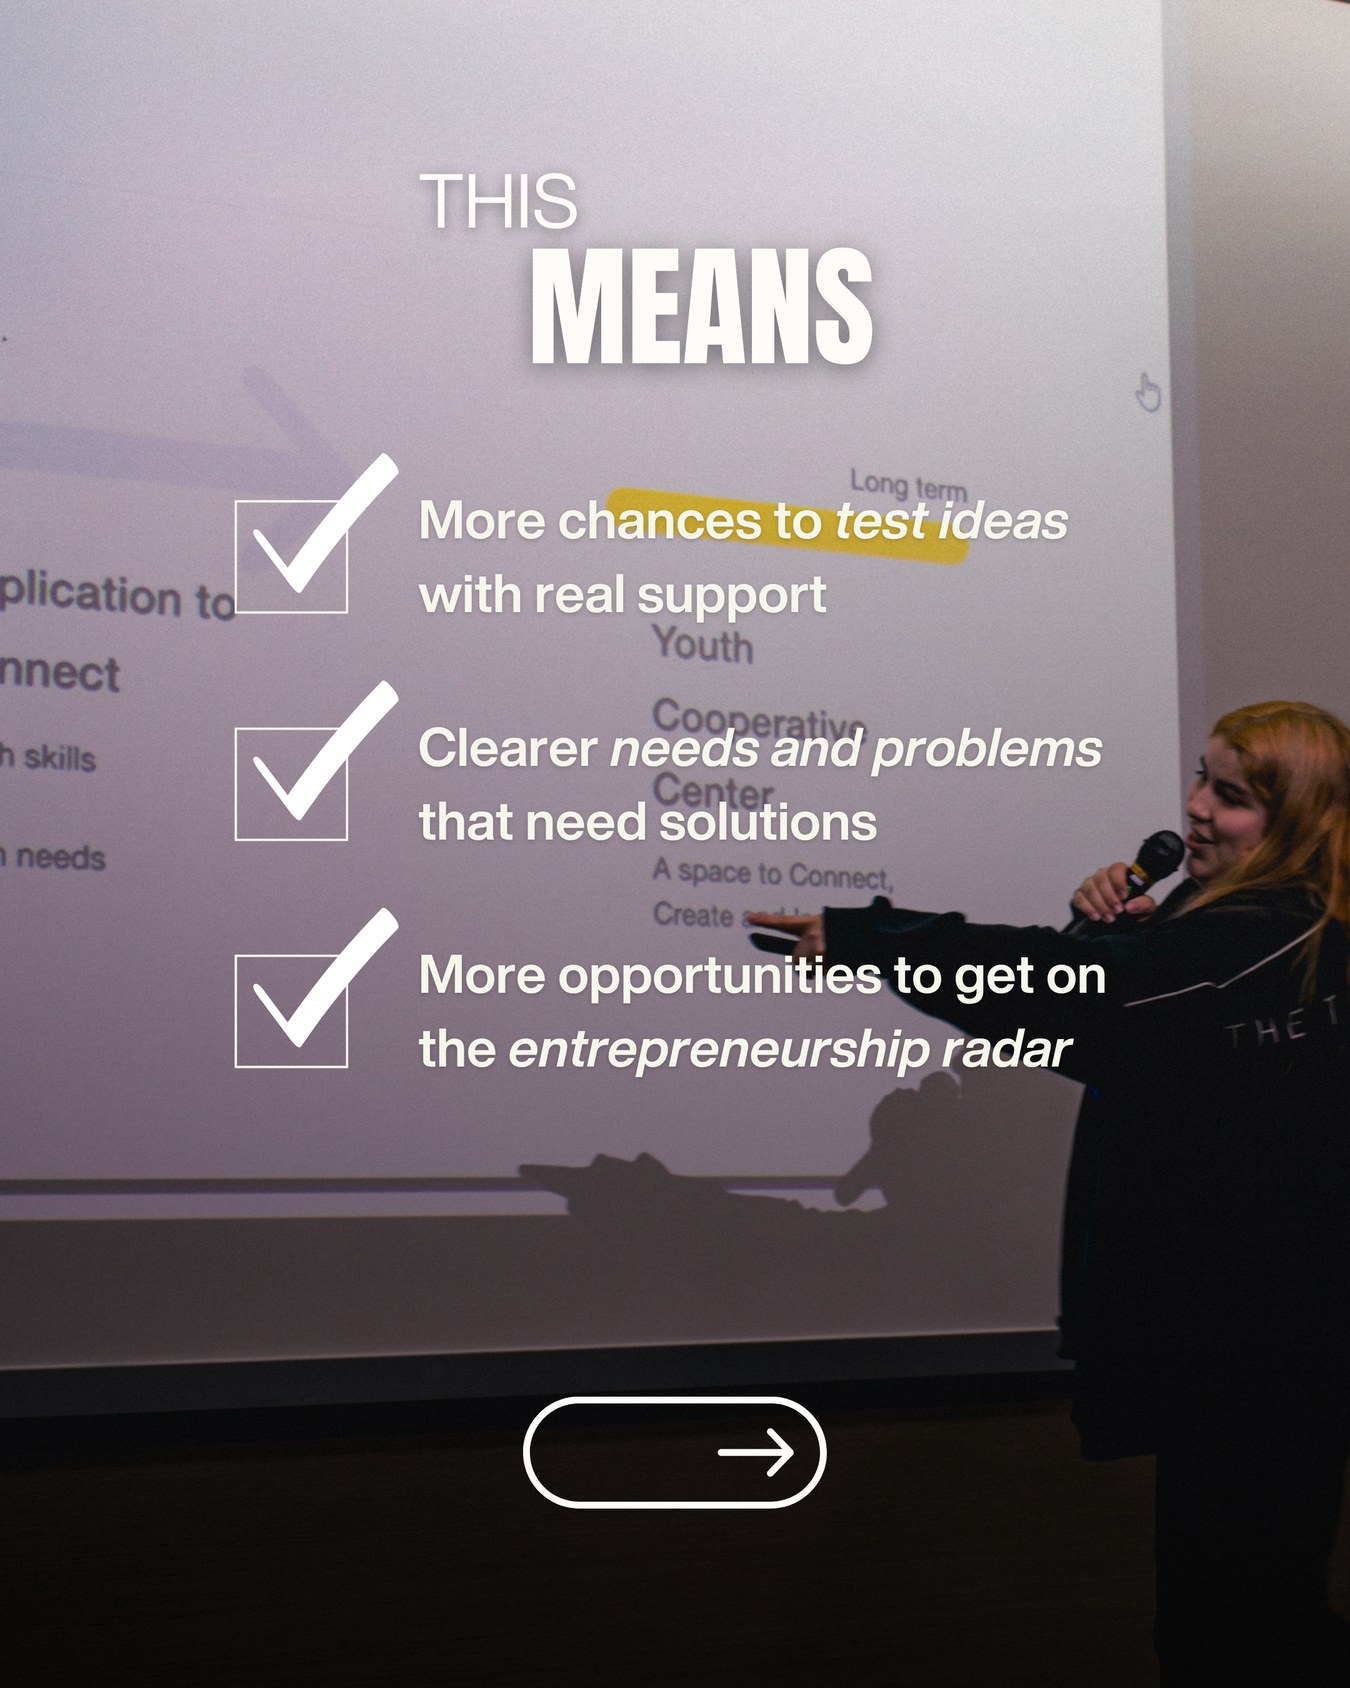 THIS
MEANS
Long term
More chances to test ideas
with real support
plication to
nnect
h skills
n needs
Youth
Cooperative
Clearer needs and problems
Center
that need solutions
A space to Connect,
Create
More opportunities to get on
the entrepreneurship radar
THE T